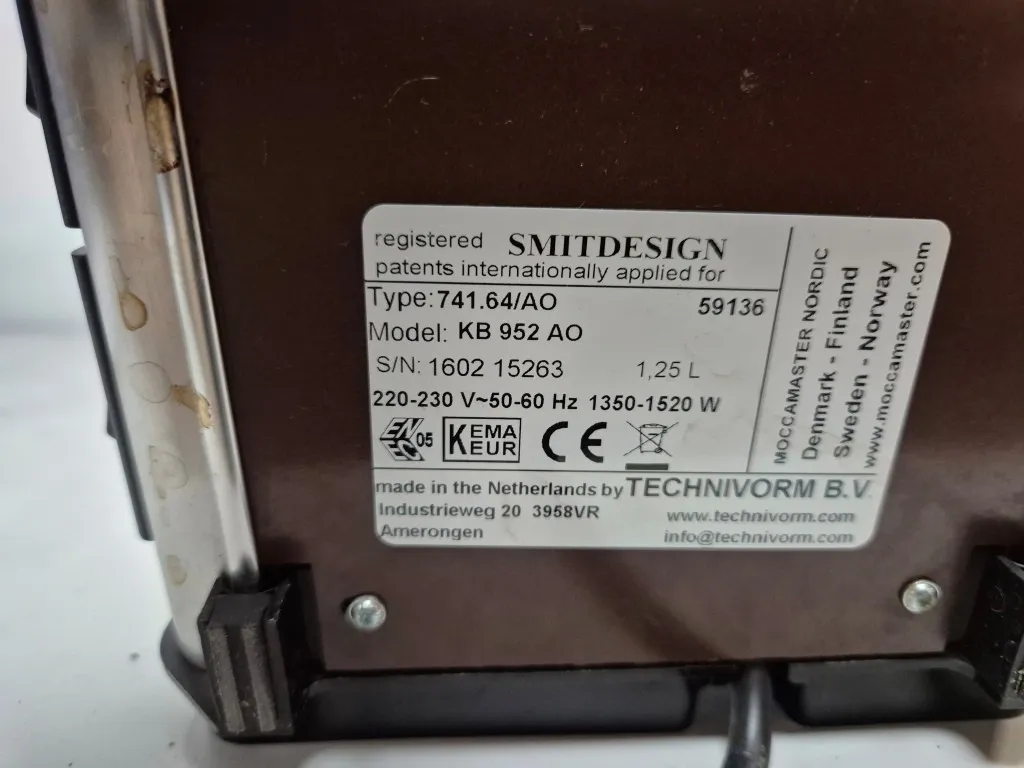 registered SMITDESIGN
patents internationally applied for
Type: 741.64/AO 59136
Model: KB 952 AO
S/N: 1602 15263 1,25 L
220-230 V~50-60 Hz 1350-1520 W
ENEC 05 KEMA EUR CE
MOCCAMASTER NORDIC
Denmark - Finland
Sweden - Norway
www.moccamaster.com
made in the Netherlands by TECHNIVORM B.V.
Industrieweg 20 3958VR www.technivorm.com
Amerongen info@technivorm.com